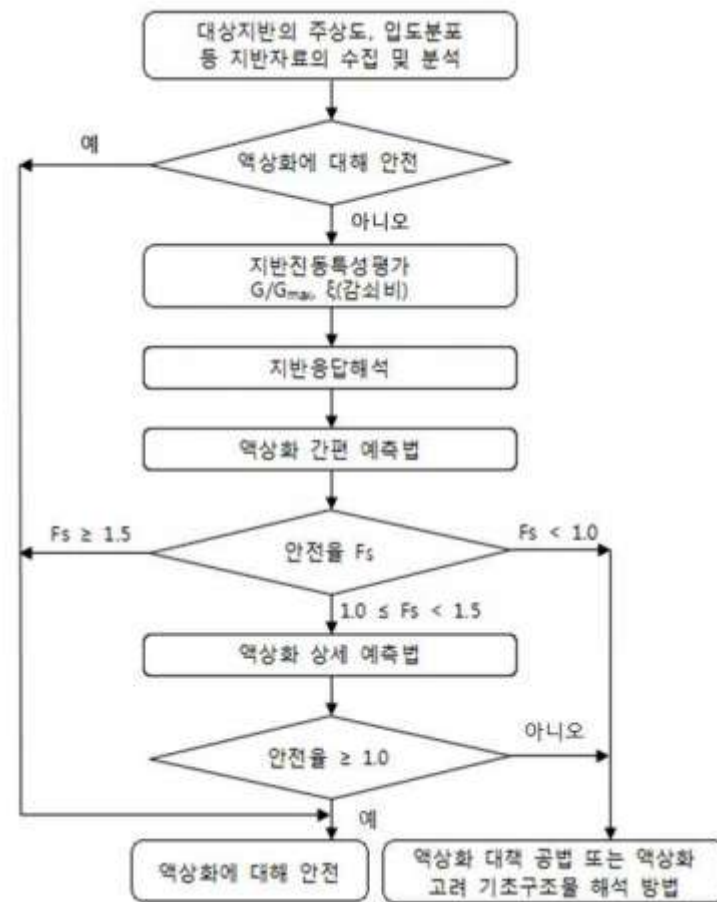 대상지반의 주상도, 입도분포
등 지반자료의 수집 및 분석
예
액상화에 대해 안전
아니오
지반진동특성평가
G/Gmax, ξ(감쇠비)
지반응답해석
액상화 간편 예측법
Fs ≥ 1.5
안전율 Fs
Fs < 1.0
1.0 ≤ Fs < 1.5
액상화 상세 예측법
아니오
안전율 ≥ 1.0
예
액상화에 대해 안전
액상화 대책 공법 또는 액상화
고려 기초구조물 해석 방법